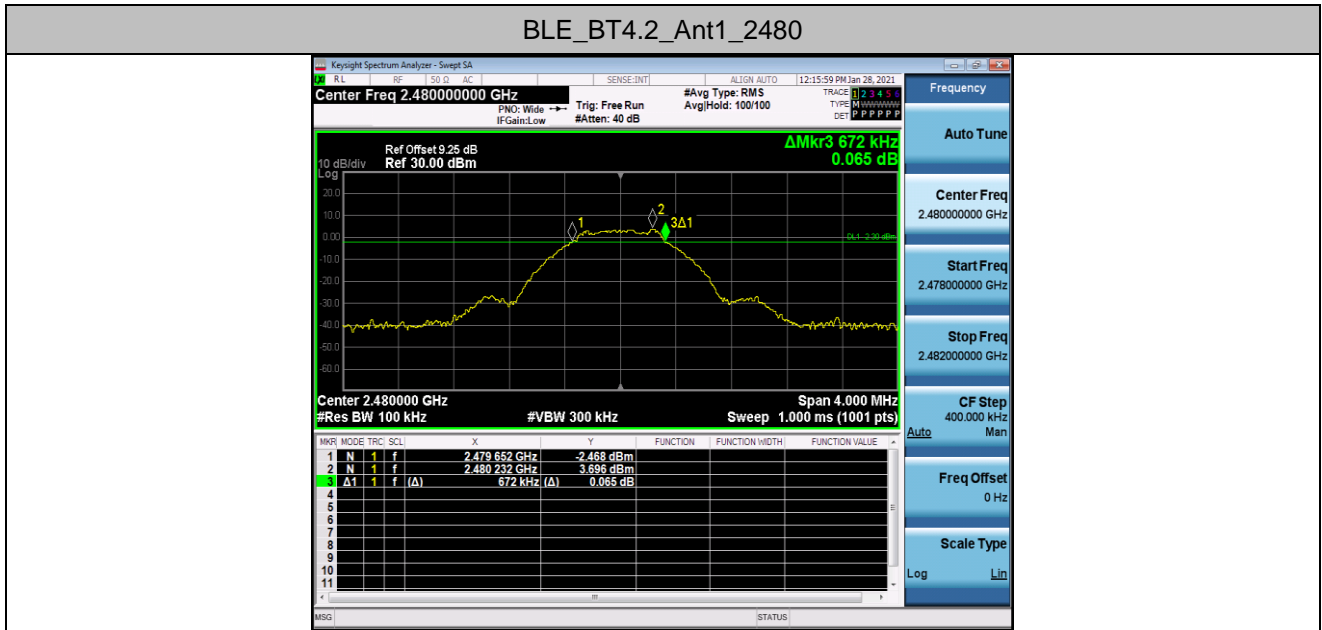 BLE_BT4.2_Ant1_2480
Keysight Spectrum Analyzer - Swept SA
RL RF 50 Ω AC SENSE:INT ALIGN AUTO 12:15:59 PM Jan 28, 2021
Center Freq 2.480000000 GHz
PNO: Wide
IFGain:Low
Trig: Free Run
#Atten: 40 dB
#Avg Type: RMS
Avg|Hold: 100/100
TRACE 1 2 3 4 5 6
TYPE M W W W W W
DET P P P P P P
Ref Offset 9.25 dB
10 dB/div Ref 30.00 dBm
Log
ΔMkr3 672 kHz
0.065 dB
20.0
10.0
0.00
-10.0
-20.0
-30.0
-40.0
-50.0
-60.0
1
2
3Δ1
DL1 -2.30 dBm
Center 2.480000 GHz Span 4.000 MHz
#Res BW 100 kHz #VBW 300 kHz Sweep 1.000 ms (1001 pts)
MKR MODE TRC SCL X Y FUNCTION FUNCTION WIDTH FUNCTION VALUE
1 N 1 f 2.479 652 GHz -2.468 dBm
2 N 1 f 2.480 232 GHz 3.696 dBm
3 Δ1 1 f (Δ) 672 kHz (Δ) 0.065 dB
4
5
6
7
8
9
10
11
MSG STATUS
Frequency
Auto Tune
Center Freq
2.480000000 GHz
Start Freq
2.478000000 GHz
Stop Freq
2.482000000 GHz
CF Step
400.000 kHz
Auto Man
Freq Offset
0 Hz
Scale Type
Log Lin